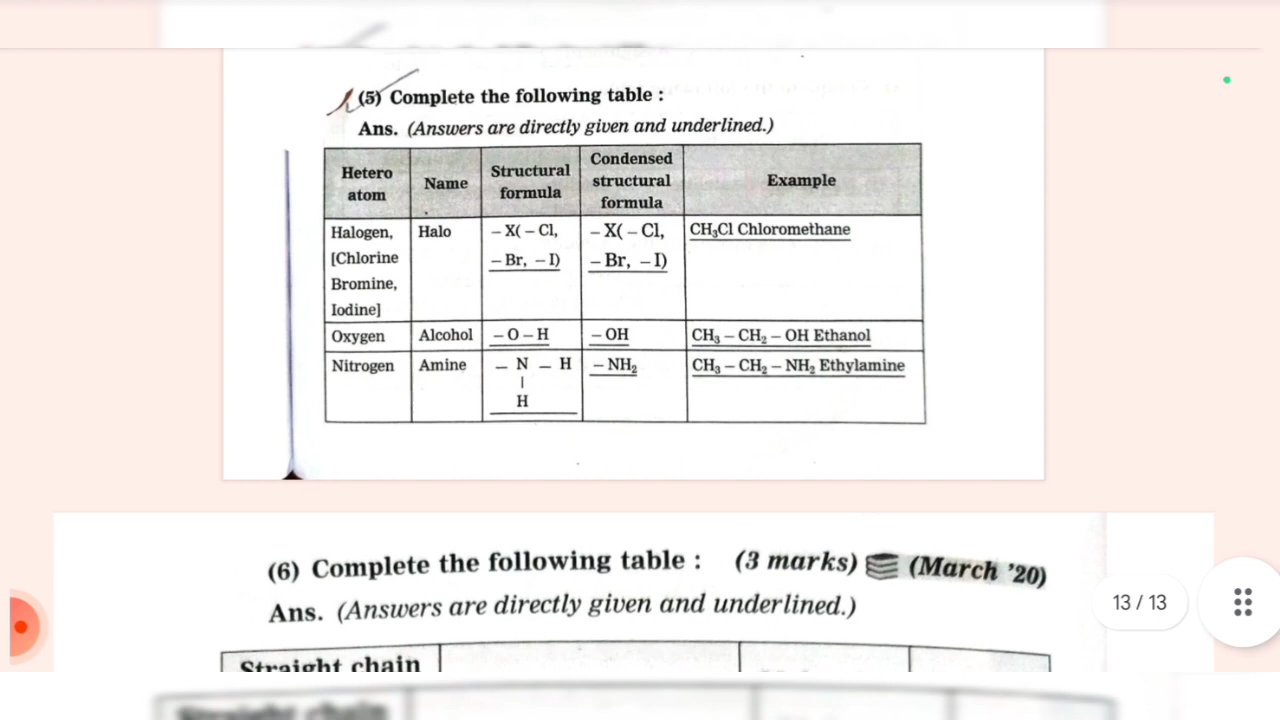 (5) Complete the following table :
Ans. (Answers are directly given and underlined.)
Hetero atom | Name | Structural formula | Condensed structural formula | Example
Halogen, [Chlorine Bromine, Iodine] | Halo | – X( – Cl, – Br, – I) | – X( – Cl, – Br, – I) | CH₃Cl Chloromethane
Oxygen | Alcohol | – O – H | – OH | CH₃ – CH₂ – OH Ethanol
Nitrogen | Amine | – N – H | – NH₂ | CH₃ – CH₂ – NH₂ Ethylamine
|
H
(6) Complete the following table : (3 marks) (March ’20)
Ans. (Answers are directly given and underlined.)
13 / 13
Straight chain